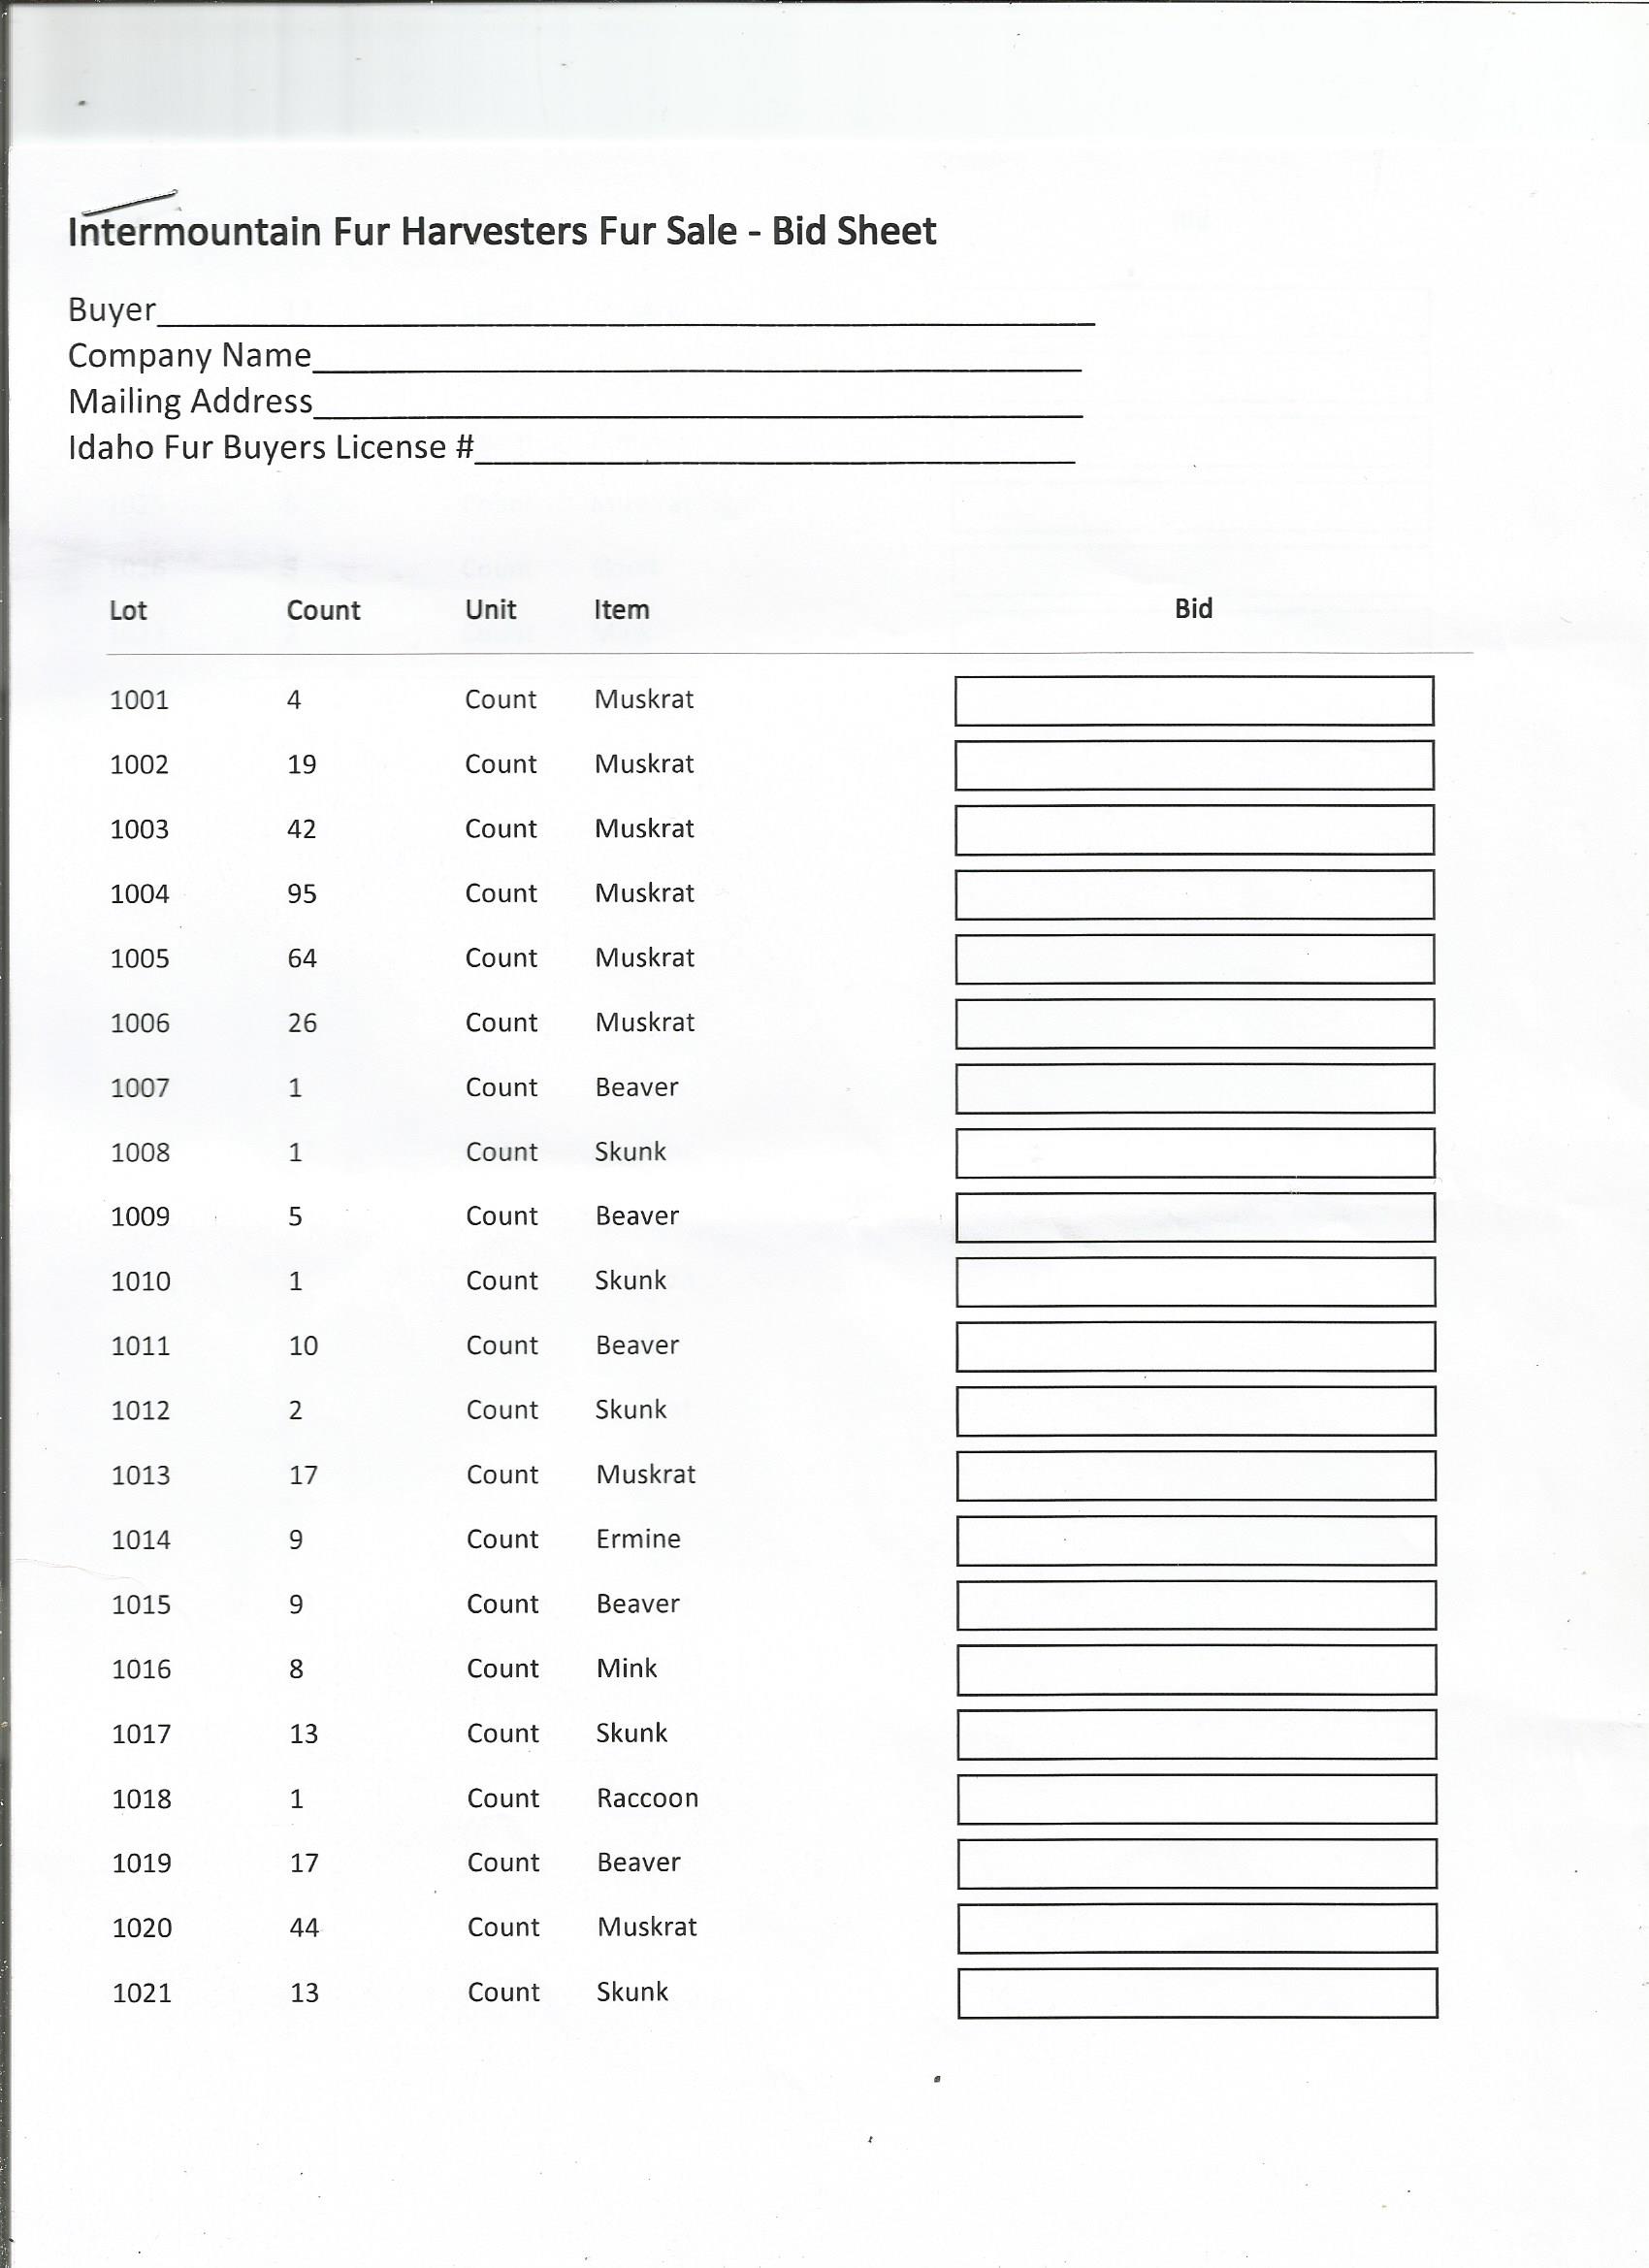 Intermountain Fur Harvesters Fur Sale - Bid Sheet
Buyer
Company Name
Mailing Address
Idaho Fur Buyers License #
Lot Count Unit Item Bid
1001 4 Count Muskrat
1002 19 Count Muskrat
1003 42 Count Muskrat
1004 95 Count Muskrat
1005 64 Count Muskrat
1006 26 Count Muskrat
1007 1 Count Beaver
1008 1 Count Skunk
1009 5 Count Beaver
1010 1 Count Skunk
1011 10 Count Beaver
1012 2 Count Skunk
1013 17 Count Muskrat
1014 9 Count Ermine
1015 9 Count Beaver
1016 8 Count Mink
1017 13 Count Skunk
1018 1 Count Raccoon
1019 17 Count Beaver
1020 44 Count Muskrat
1021 13 Count Skunk